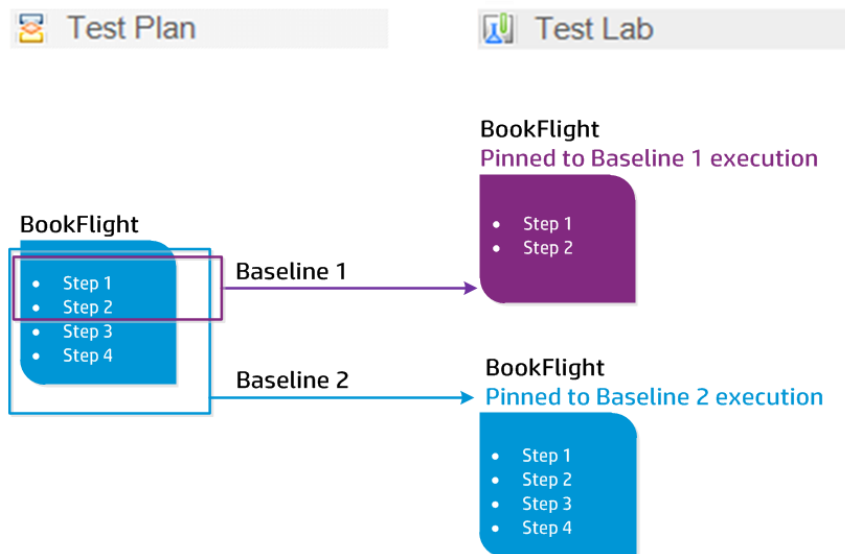 Test Plan
Test Lab
BookFlight
Pinned to Baseline 1 execution
• Step 1
• Step 2
BookFlight
• Step 1
• Step 2
• Step 3
• Step 4
Baseline 1
Baseline 2
BookFlight
Pinned to Baseline 2 execution
• Step 1
• Step 2
• Step 3
• Step 4